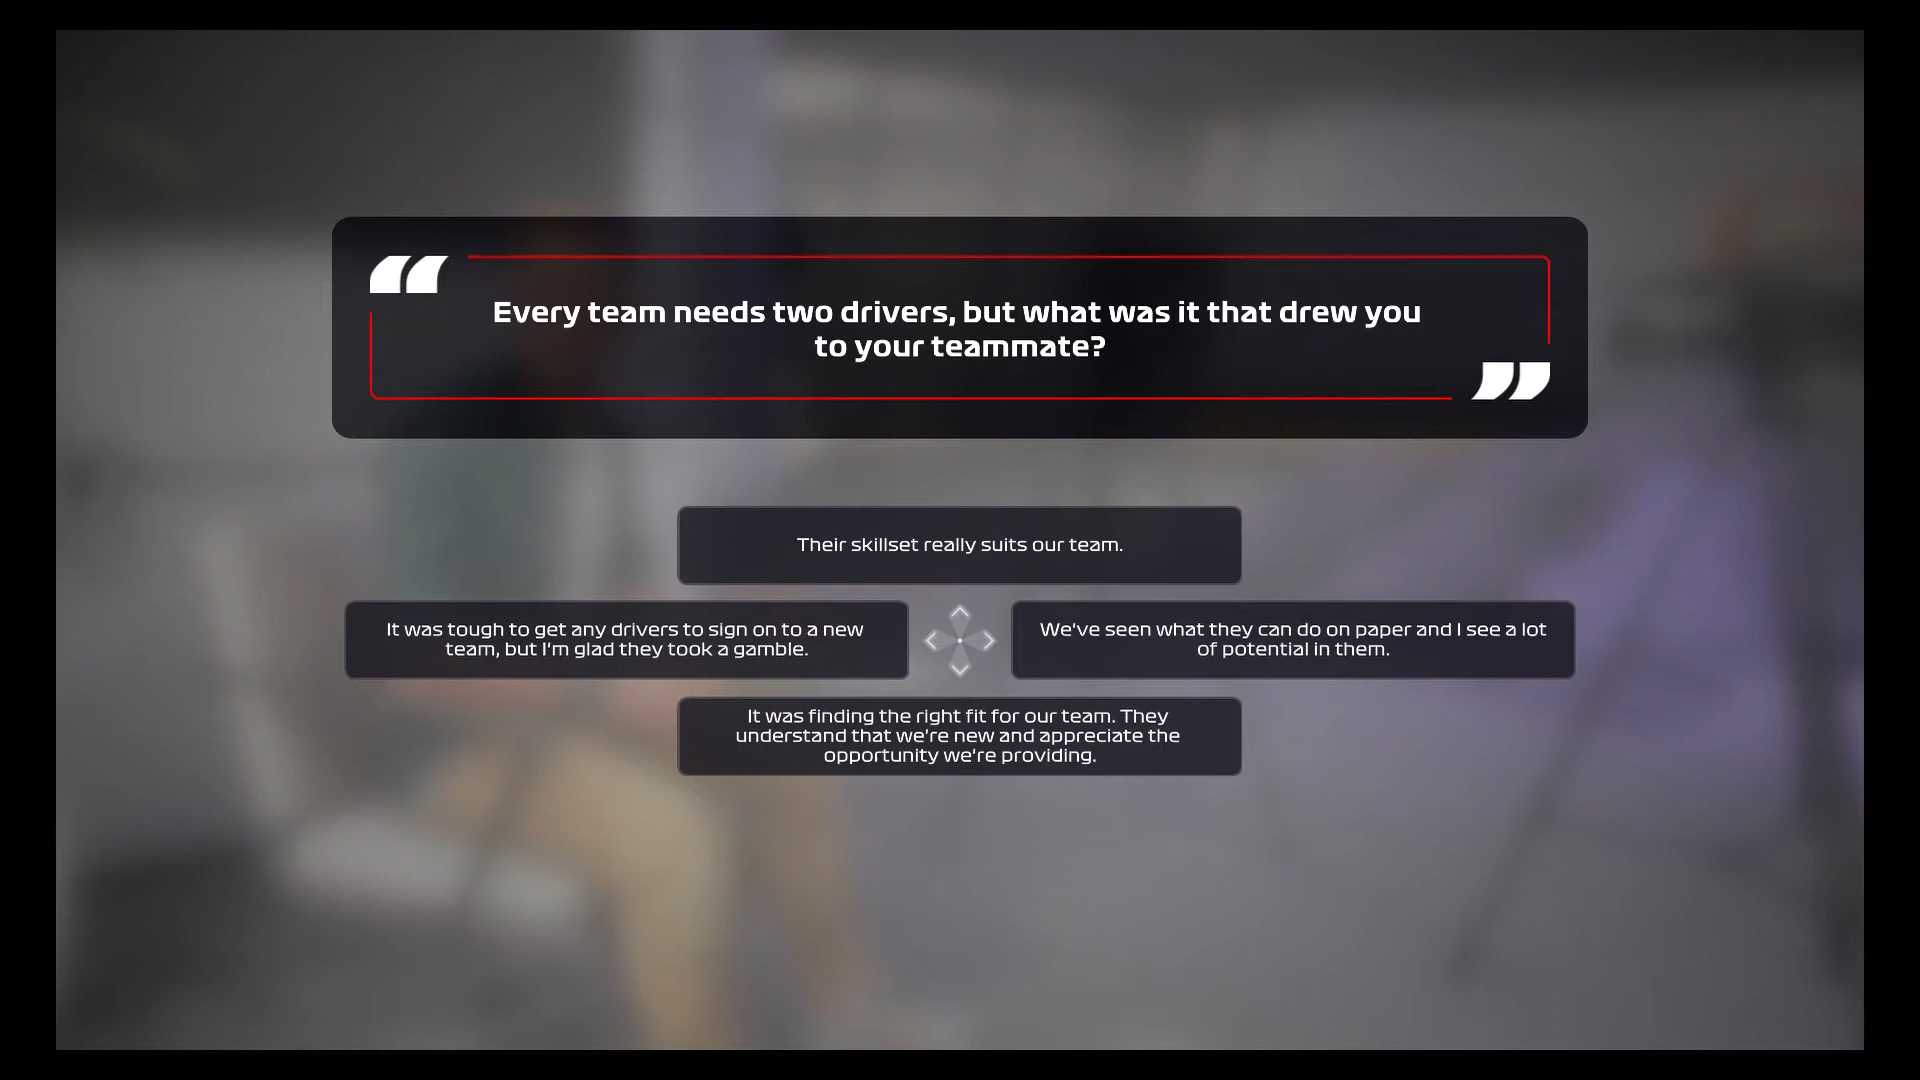 Every team needs two drivers, but what was it that drew you
to your teammate?
Their skillset really suits our team.
It was tough to get any drivers to sign on to a new
team, but I'm glad they took a gamble.
We've seen what they can do on paper and I see a lot
of potential in them.
It was finding the right fit for our team. They
understand that we're new and appreciate the
opportunity we're providing.